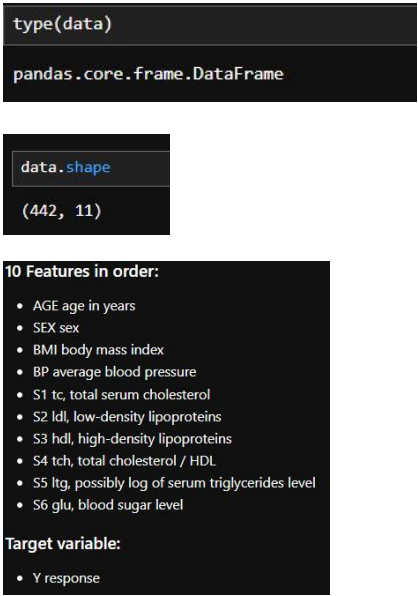 type(data)
pandas.core.frame.DataFrame
data.shape
(442, 11)
10 Features in order:
• AGE age in years
• SEX sex
• BMI body mass index
• BP average blood pressure
• S1 tc, total serum cholesterol
• S2 ldl, low-density lipoproteins
• S3 hdl, high-density lipoproteins
• S4 tch, total cholesterol / HDL
• S5 ltg, possibly log of serum triglycerides level
• S6 glu, blood sugar level
Target variable:
• Y response